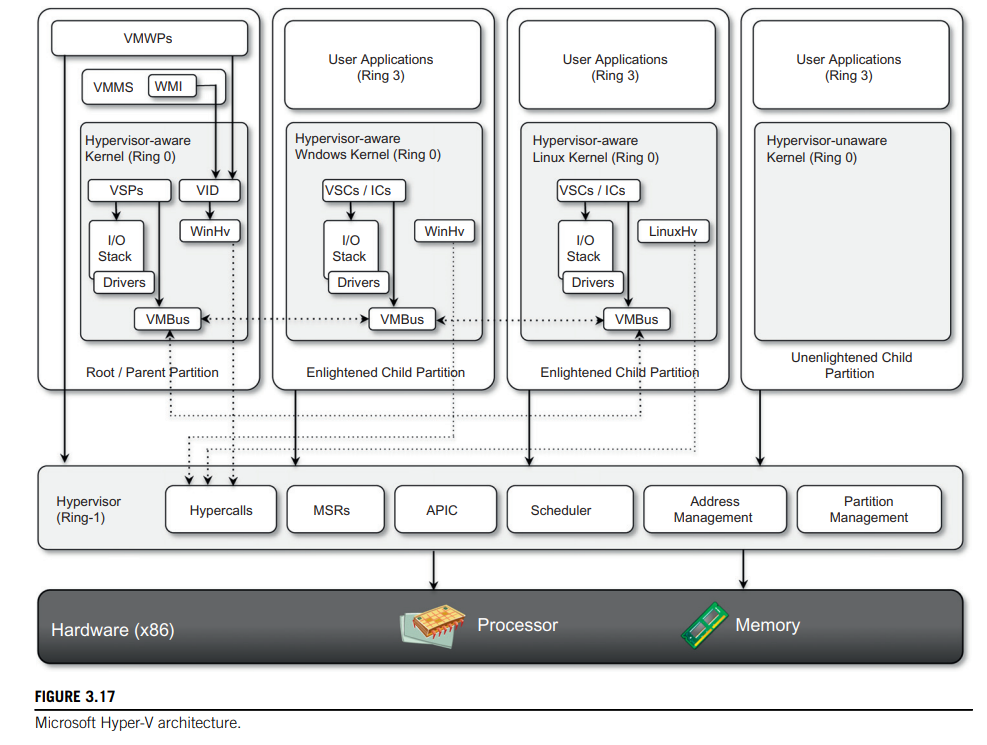 VMWPs
VMMS
WMI
Hypervisor-aware
Kernel (Ring 0)
VSPs
VID
I/O
Stack
WinHv
Drivers
VMBus
Root / Parent Partition
User Applications
(Ring 3)
Hypervisor-aware
Wndows Kernel (Ring 0)
VSCs / ICs
I/O
Stack
WinHv
Drivers
VMBus
Enlightened Child Partition
User Applications
(Ring 3)
Hypervisor-aware
Linux Kernel (Ring 0)
VSCs / ICs
I/O
Stack
LinuxHv
Drivers
VMBus
Enlightened Child Partition
User Applications
(Ring 3)
Hypervisor-unaware
Kernel (Ring 0)
Unenlightened Child
Partition
Hypervisor
(Ring-1)
Hypercalls
MSRs
APIC
Scheduler
Address
Management
Partition
Management
Hardware (x86)
Processor
Memory
FIGURE 3.17
Microsoft Hyper-V architecture.